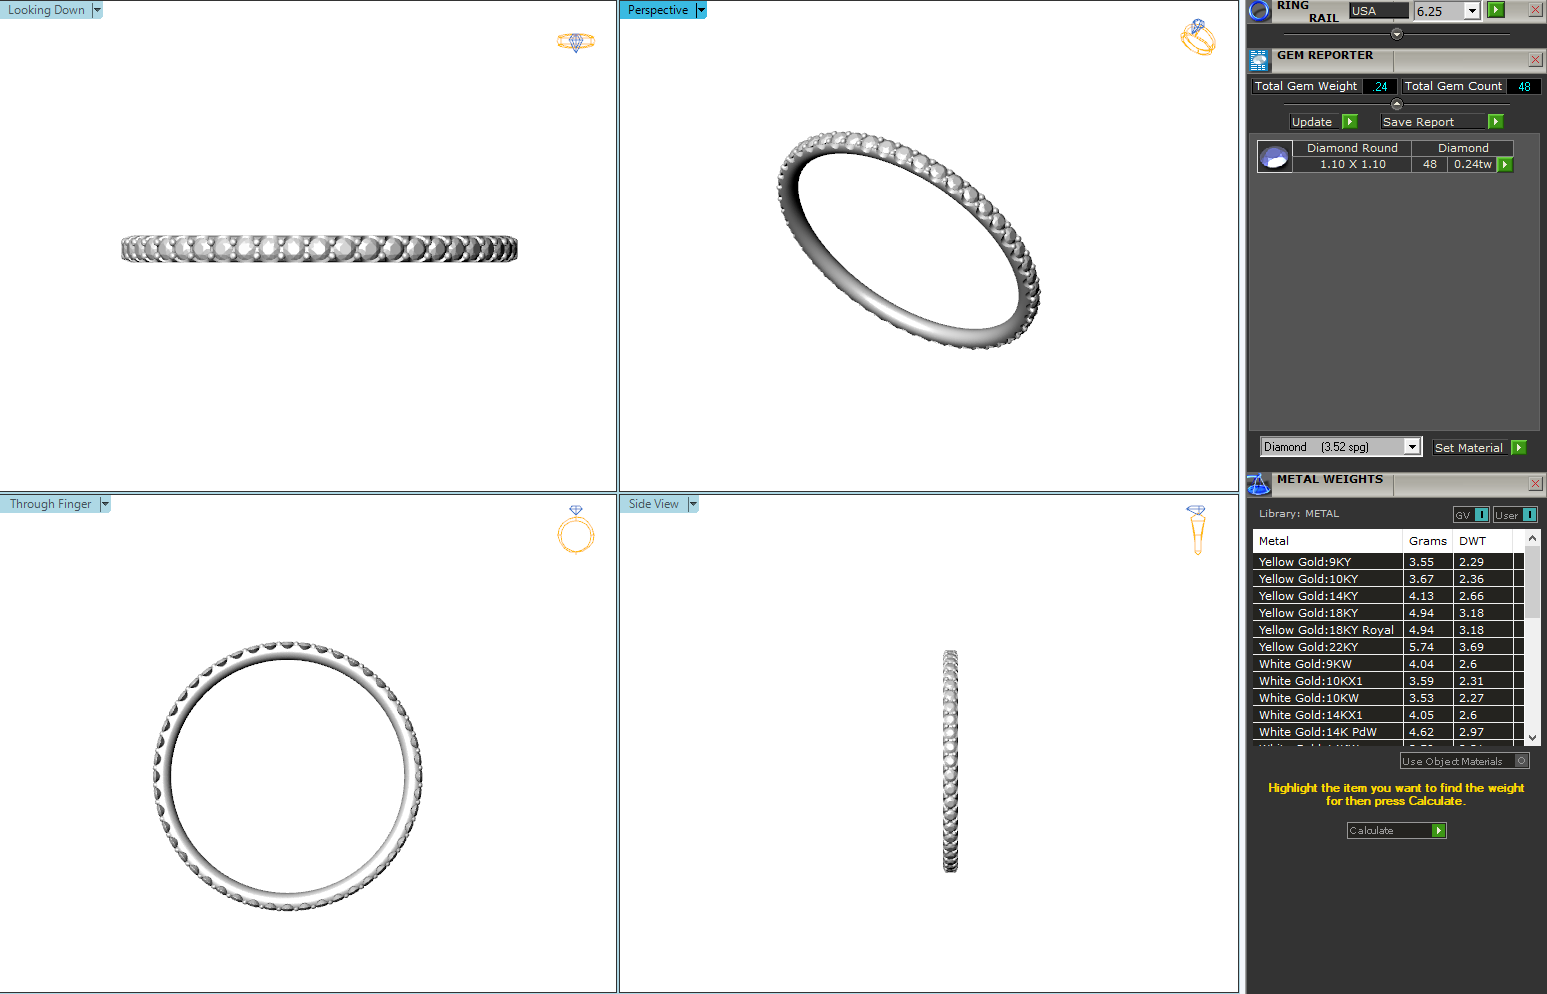 Looking Down
Perspective
Through Finger
Side View
RING RAIL
USA
6.25
GEM REPORTER
Total Gem Weight .24 Total Gem Count 48
Update Save Report
Diamond Round Diamond
1.10 X 1.10 48 0.24tw
Diamond (3.52 spg) Set Material
METAL WEIGHTS
Library: METAL GV I User I
Metal Grams DWT
Yellow Gold:9KY 3.55 2.29
Yellow Gold:10KY 3.67 2.36
Yellow Gold:14KY 4.13 2.66
Yellow Gold:18KY 4.94 3.18
Yellow Gold:18KY Royal 4.94 3.18
Yellow Gold:22KY 5.74 3.69
White Gold:9KW 4.04 2.6
White Gold:10KX1 3.59 2.31
White Gold:10KW 3.53 2.27
White Gold:14KX1 4.05 2.6
White Gold:14K PdW 4.62 2.97
Use Object Materials
Highlight the item you want to find the weight
for then press Calculate.
Calculate